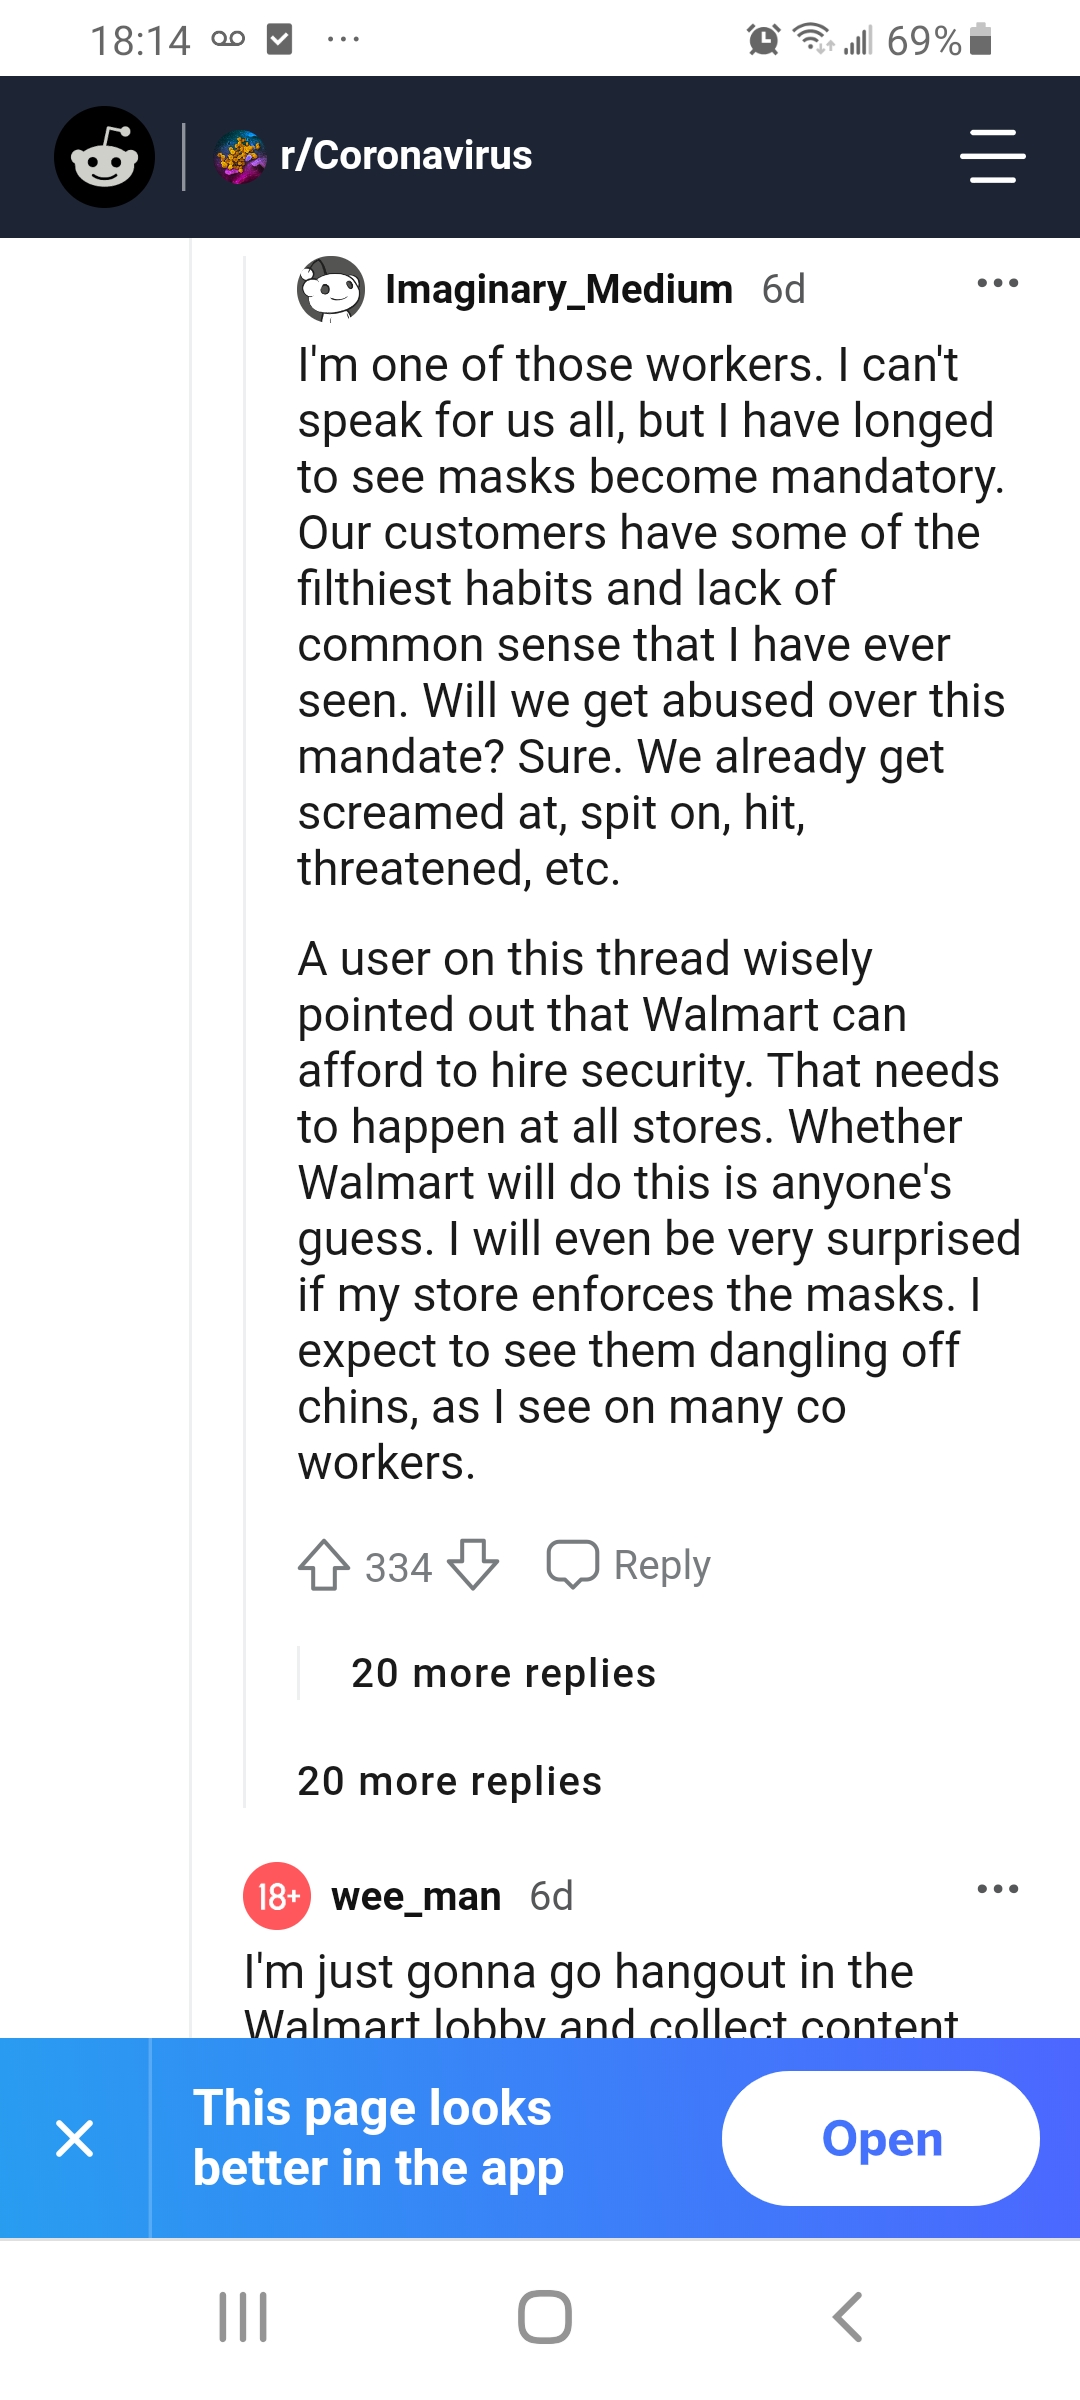 18:14
69%
r/Coronavirus
Imaginary_Medium 6d
I'm one of those workers. I can't
speak for us all, but I have longed
to see masks become mandatory.
Our customers have some of the
filthiest habits and lack of
common sense that I have ever
seen. Will we get abused over this
mandate? Sure. We already get
screamed at, spit on, hit,
threatened, etc.
A user on this thread wisely
pointed out that Walmart can
afford to hire security. That needs
to happen at all stores. Whether
Walmart will do this is anyone's
guess. I will even be very surprised
if my store enforces the masks. I
expect to see them dangling off
chins, as I see on many co
workers.
334 Reply
20 more replies
20 more replies
18+ wee_man 6d
I'm just gonna go hangout in the
Walmart lobby and collect content
This page looks
better in the app
Open